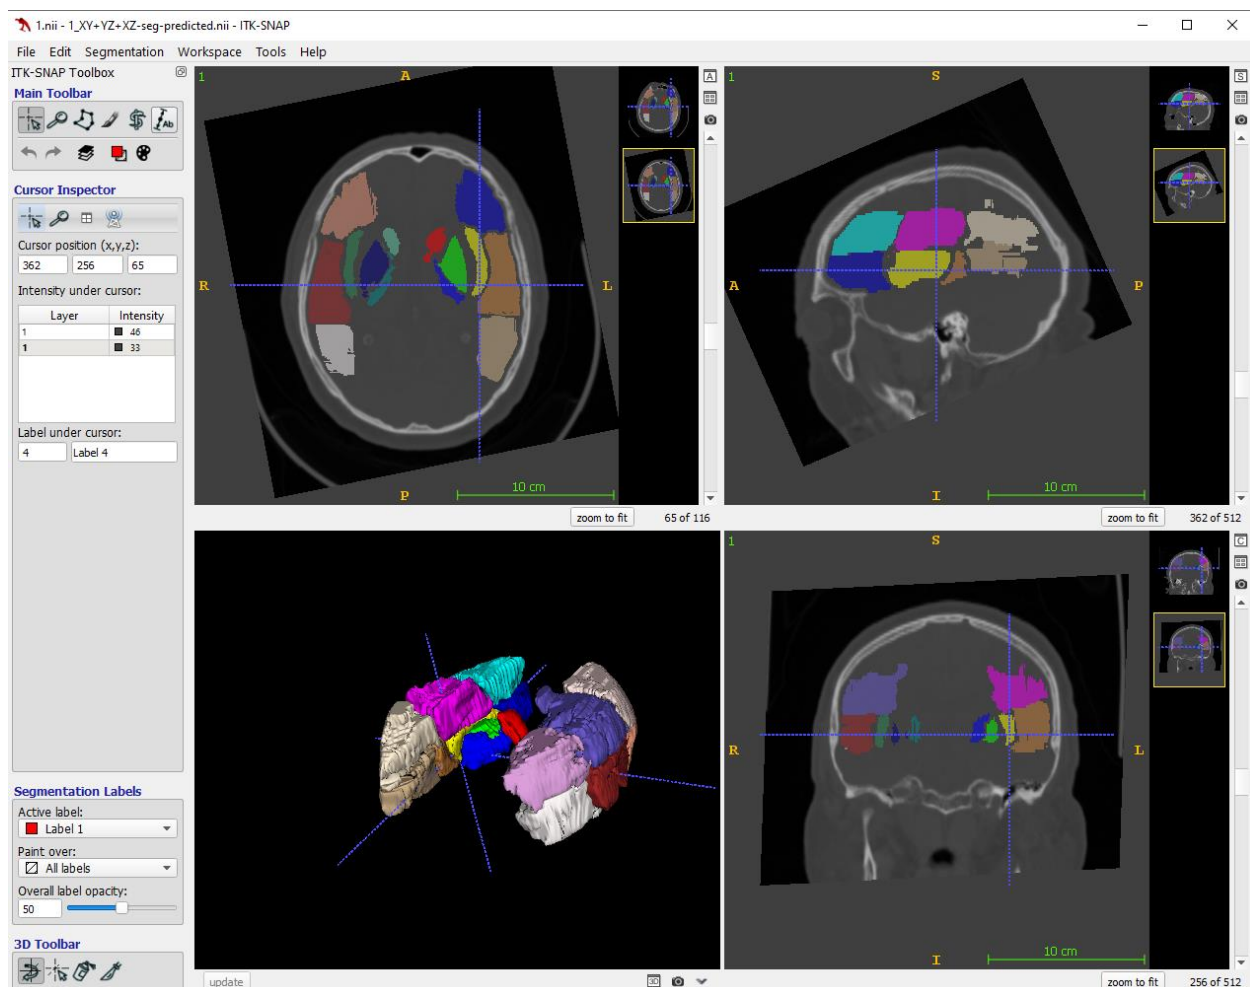 1.nii - 1_XY+YZ+XZ-seg-predicted.nii - ITK-SNAP
File Edit Segmentation Workspace Tools Help
ITK-SNAP Toolbox
Main Toolbar
Ab
Cursor Inspector
Cursor position (x,y,z):
362 256 65
Intensity under cursor:
Layer Intensity
1 46
1 33
Label under cursor:
4 Label 4
Segmentation Labels
Active label:
Label 1
Paint over:
All labels
Overall label opacity:
50
3D Toolbar
1
A
R
L
P
10 cm
A
zoom to fit 65 of 116
1
S
A
P
I
10 cm
S
zoom to fit 362 of 512
update
3D
1
S
R
L
I
10 cm
C
zoom to fit 256 of 512